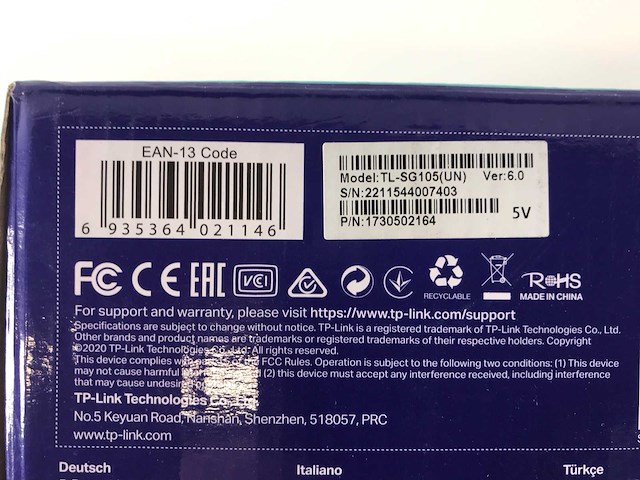 EAN-13 Code
6 935364 021146
Model:TL-SG105(UN) Ver:6.0
S/N:2211544007403
P/N:1730502164
5V
FC CE EAC VCI
RECYCLABLE
RoHS
MADE IN CHINA
For support and warranty, please visit https://www.tp-link.com/support
Specifications are subject to change without notice. TP-Link is a registered trademark of TP-Link Technologies Co., Ltd.
Other brands and product names are trademarks or registered trademarks of their respective holders. Copyright
©2020 TP-Link Technologies Co., Ltd. All rights reserved.
This device complies with part of the FCC Rules. Operation is subject to the following two conditions: (1) This device
may not cause harmful (2) this device must accept any interference received, including interference
that may cause undesired
TP-Link Technologies Co., Ltd.
No.5 Keyuan Road, Nanshan, Shenzhen, 518057, PRC
www.tp-link.com
Deutsch Italiano Türkçe